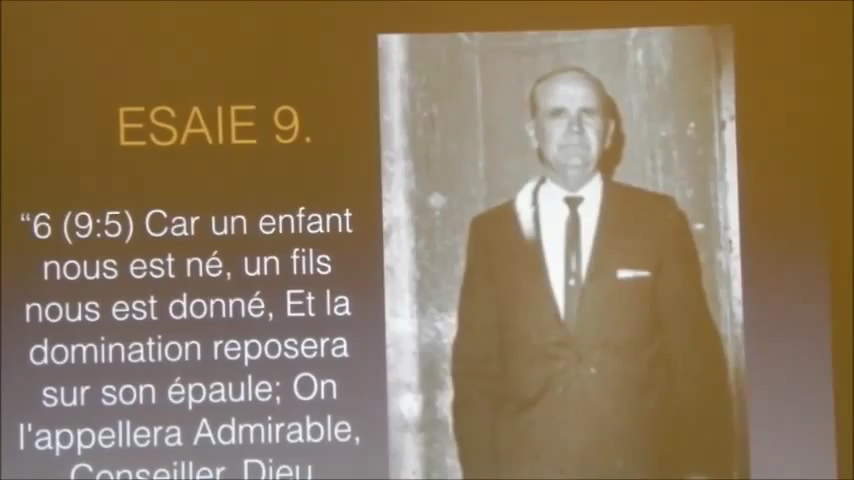 ESAIE 9.
“6 (9:5) Car un enfant
nous est né, un fils
nous est donné, Et la
domination reposera
sur son épaule; On
l'appellera Admirable,
Conseiller, Dieu